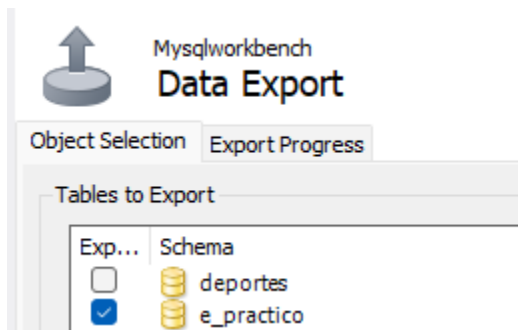 Mysqlworkbench
Data Export
Object Selection Export Progress
Tables to Export
Exp... Schema
deportes
e_practico